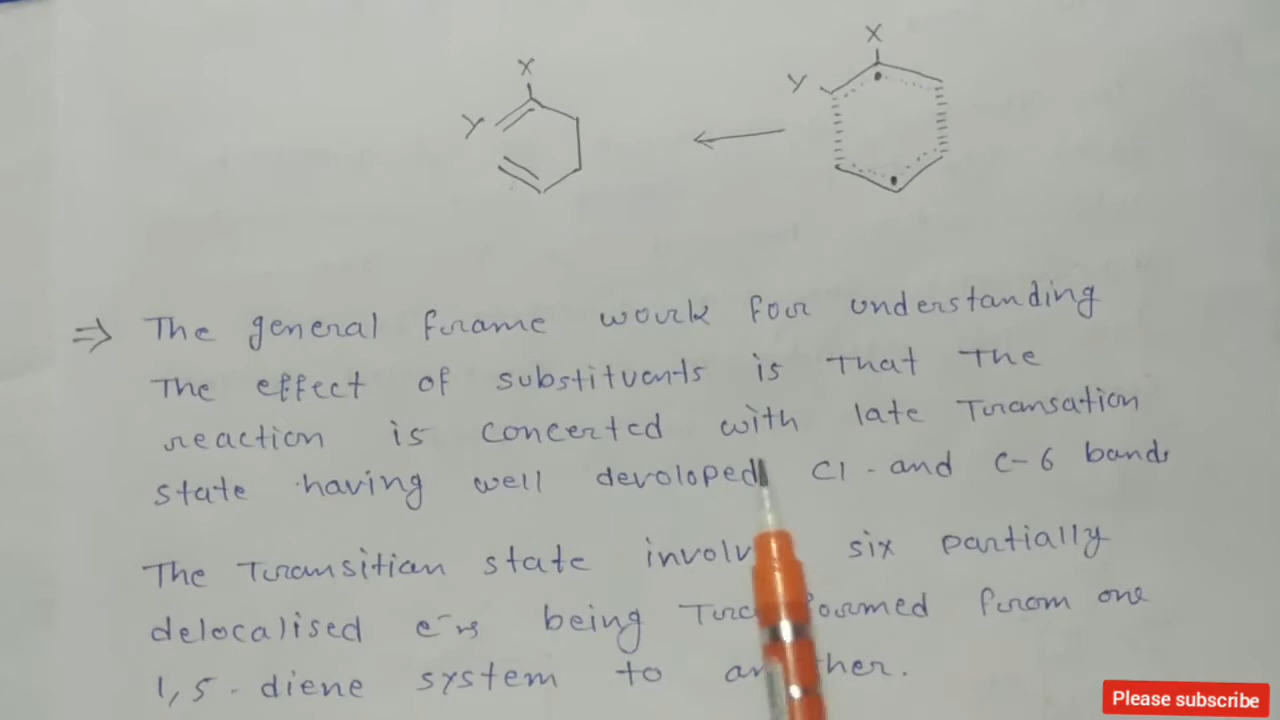 X
X
Y
Y
⇒ The general frame work for understanding
The effect of substituents is that The
reaction is concerted with late Transation
state having well devoloped C1 - and C-6 bands
The Transitian state six partially
delocalised e-rs being from one
1,5 - diene system to
Please subscribe